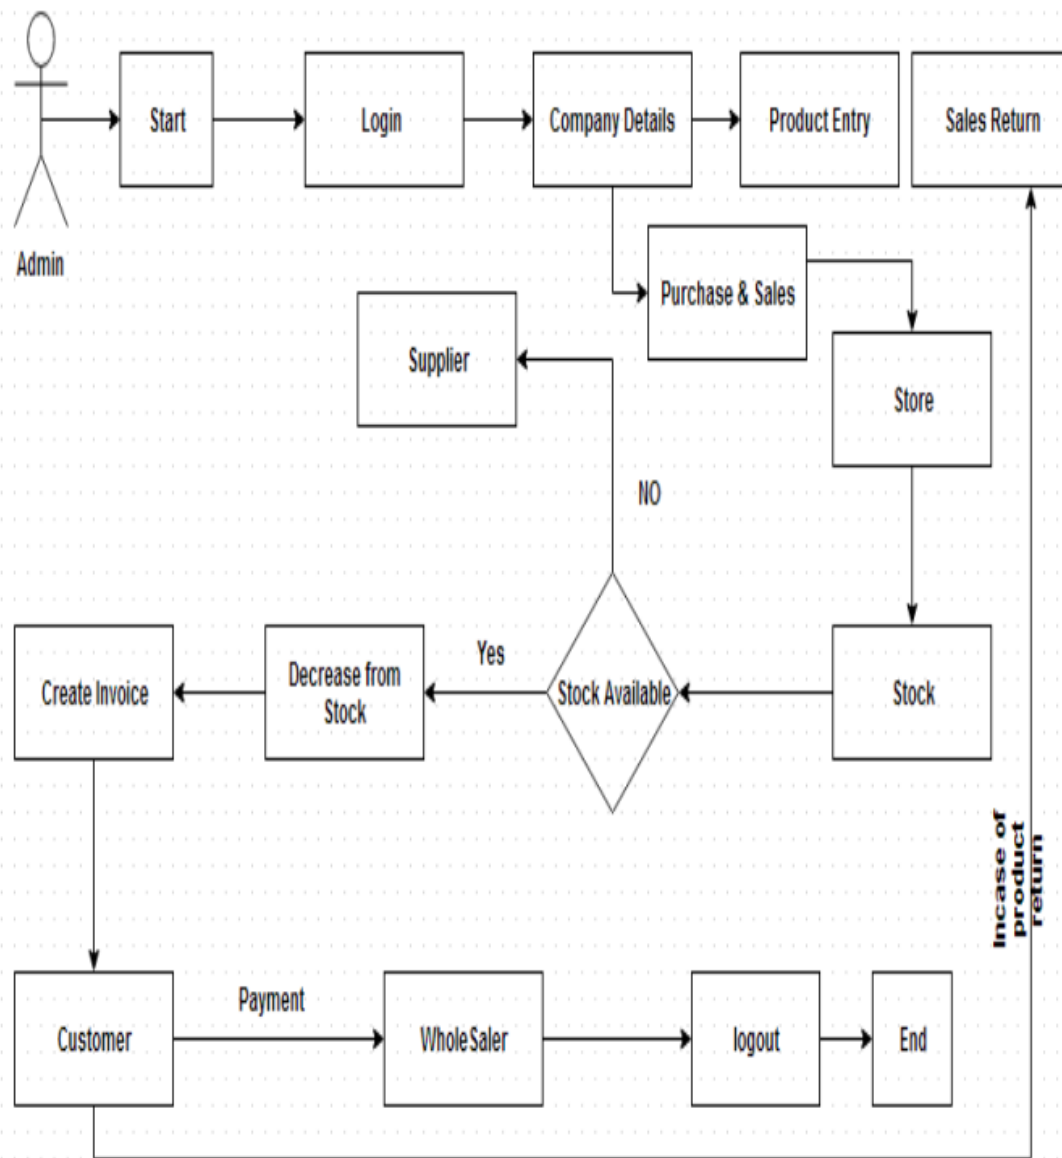 Start
Login
Company Details
Product Entry
Sales Return
Admin
Purchase & Sales
Supplier
Store
NO
Yes
Create Invoice
Decrease from
Stock
Stock Available
Stock
Incase of
product
return
Payment
Customer
WholeSaler
logout
End